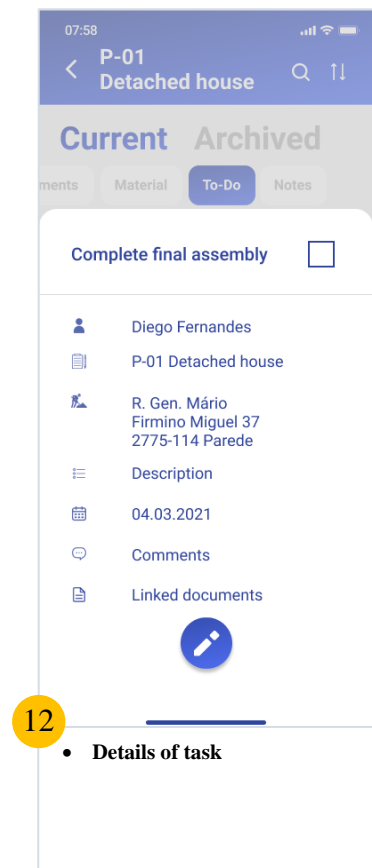 07:58
P-01
Detached house
Current Archived
ments Material To-Do Notes
Complete final assembly
Diego Fernandes
P-01 Detached house
R. Gen. Mário
Firmino Miguel 37
2775-114 Parede
Description
04.03.2021
Comments
Linked documents
12
• Details of task